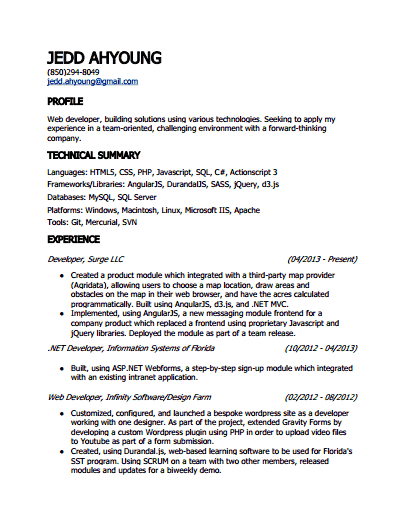 JEDD AHYOUNG
(850)294-8049
jedd.ahyoung@gmail.com
PROFILE
Web developer, building solutions using various technologies. Seeking to apply my
experience in a team-oriented, challenging environment with a forward-thinking
company.
TECHNICAL SUMMARY
Languages: HTML5, CSS, PHP, Javascript, SQL, C#, Actionscript 3
Frameworks/Libraries: AngularJS, DurandalJS, SASS, jQuery, d3.js
Databases: MySQL, SQL Server
Platforms: Windows, Macintosh, Linux, Microsoft IIS, Apache
Tools: Git, Mercurial, SVN
EXPERIENCE
Developer, Surge LLC (04/2013 - Present)
● Created a product module which integrated with a third-party map provider
(Agridata), allowing users to choose a map location, draw areas and
obstacles on the map in their web browser, and have the acres calculated
programmatically. Built using AngularJS, d3.js, and .NET MVC.
● Implemented, using AngularJS, a new messaging module frontend for a
company product which replaced a frontend using proprietary Javascript and
jQuery libraries. Deployed the module as part of a team release.
.NET Developer, Information Systems of Florida (10/2012 - 04/2013)
● Built, using ASP.NET Webforms, a step-by-step sign-up module which integrated
with an existing intranet application.
Web Developer, Infinity Software/Design Farm (02/2012 - 08/2012)
● Customized, configured, and launched a bespoke wordpress site as a developer
working with one designer. As part of the project, extended Gravity Forms by
developing a custom Wordpress plugin using PHP in order to upload video files
to Youtube as part of a form submission.
● Created, using Durandal.js, web-based learning software to be used for Florida's
SST program. Using SCRUM on a team with two other members, released
modules and updates for a biweekly demo.